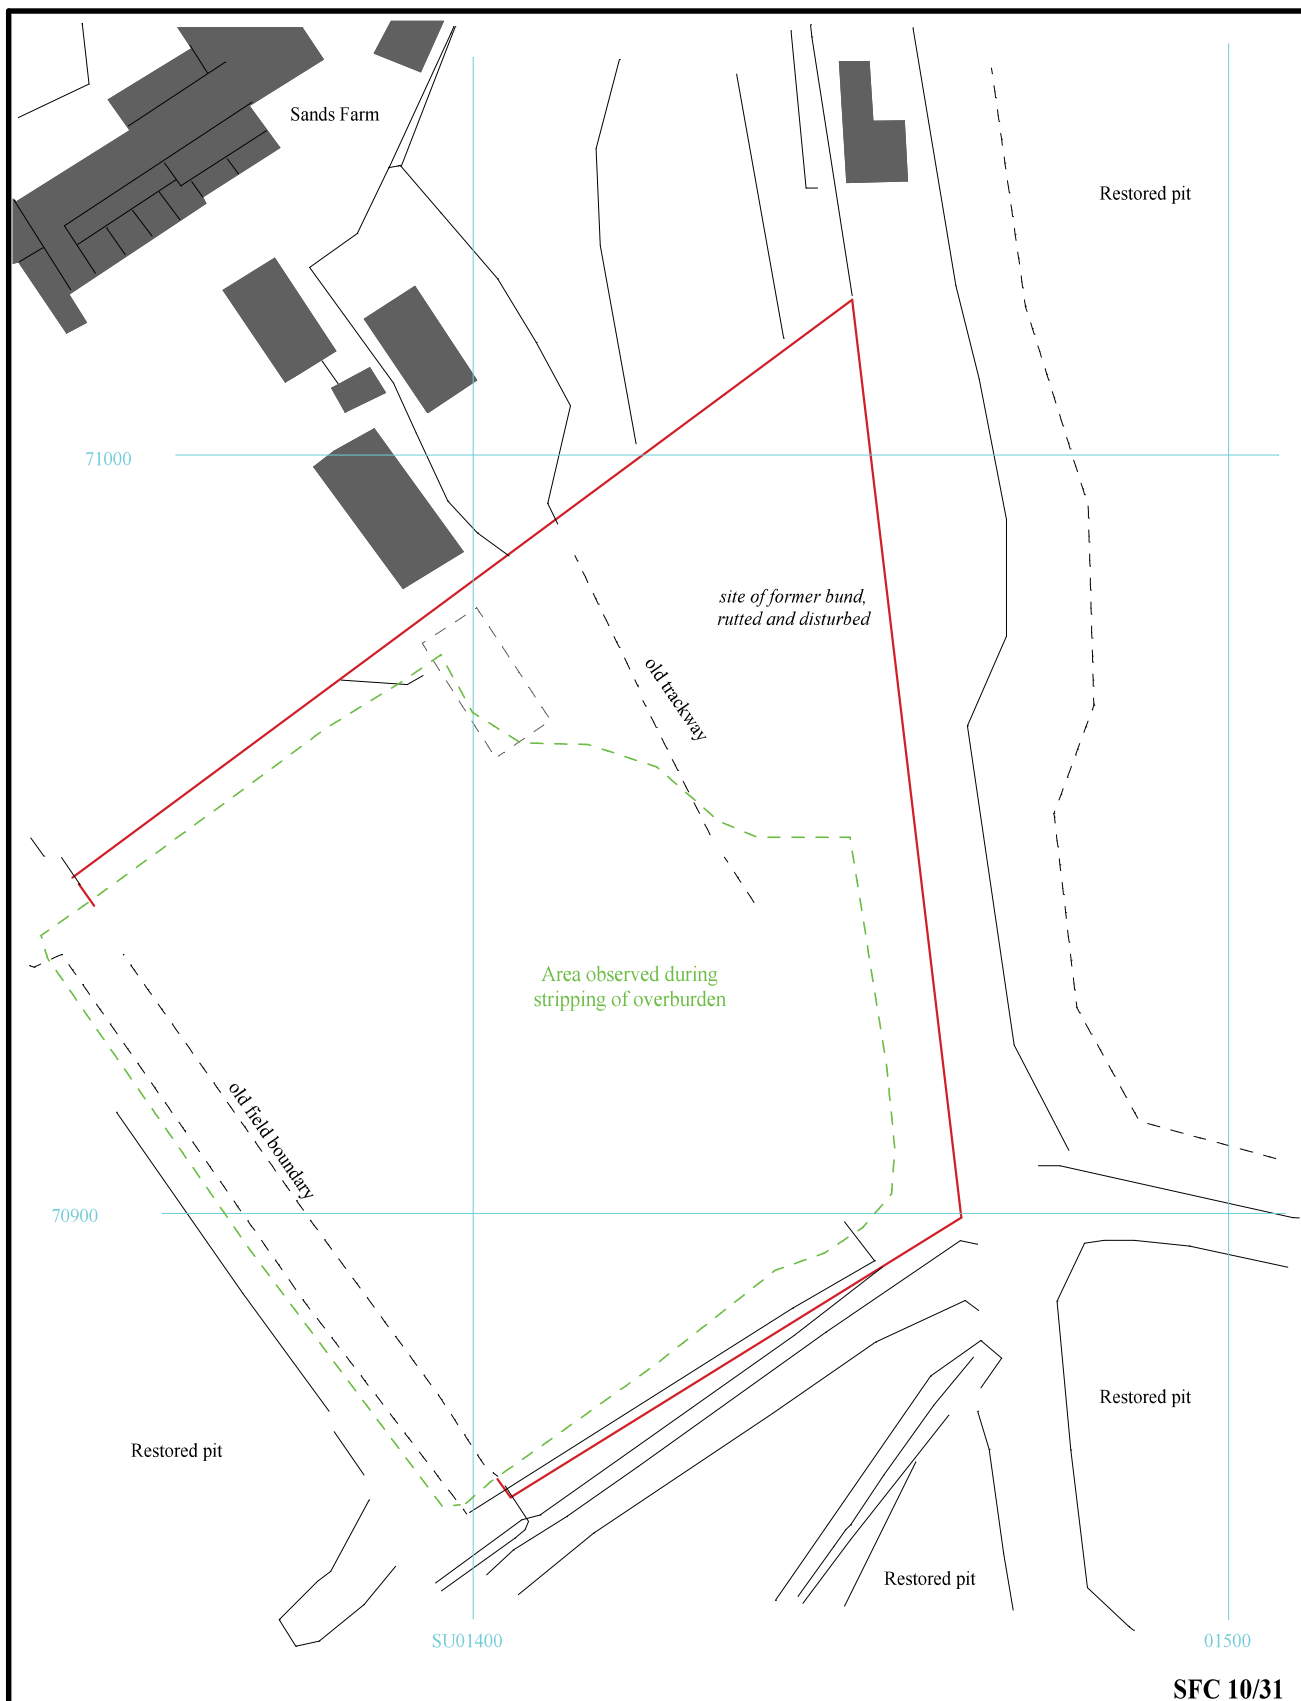 Sands Farm
Restored pit
71000
site of former bund,
rutted and disturbed
old trackway
Area observed during
stripping of overburden
old field boundary
70900
Restored pit
Restored pit
Restored pit
SU01400
01500
SFC 10/31